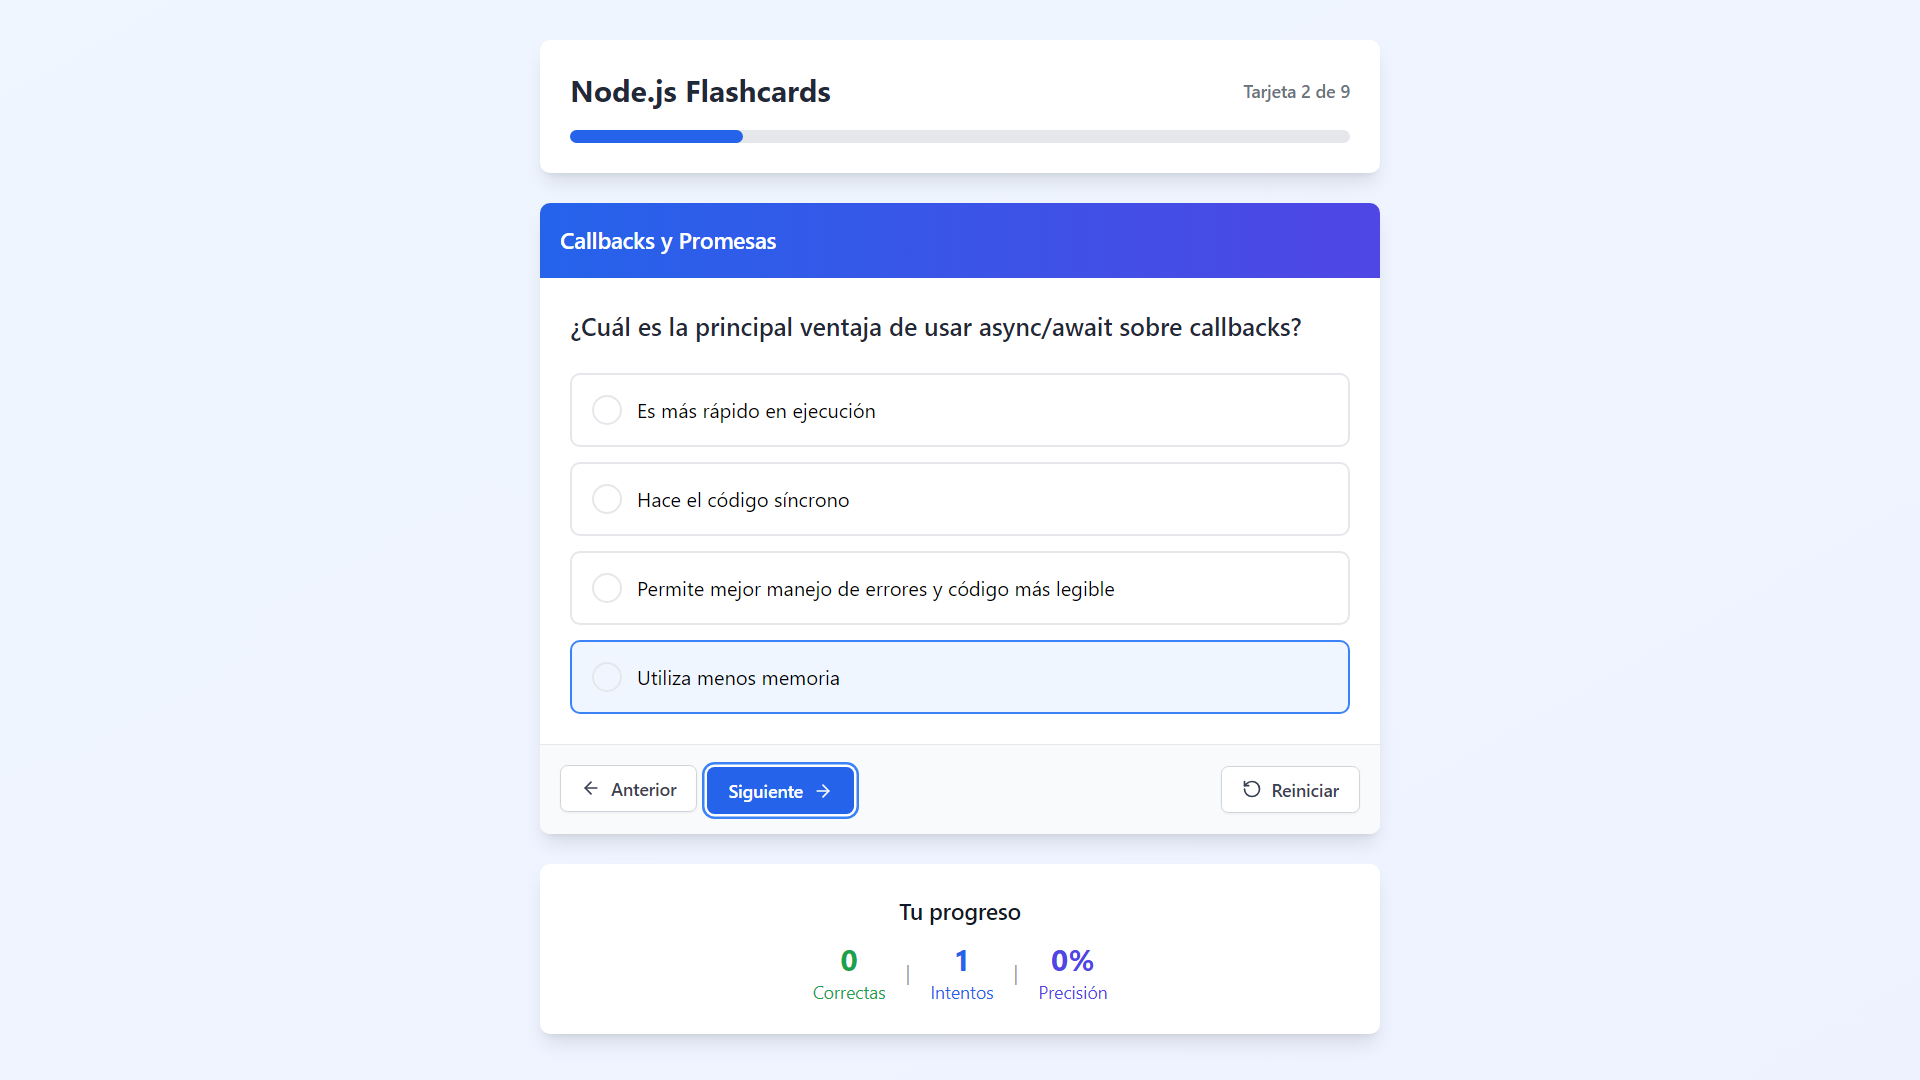 Node.js Flashcards
Tarjeta 2 de 9
Callbacks y Promesas
¿Cuál es la principal ventaja de usar async/await sobre callbacks?
Es más rápido en ejecución
Hace el código síncrono
Permite mejor manejo de errores y código más legible
Utiliza menos memoria
Anterior
Siguiente
Reiniciar
Tu progreso
0 | 1 | 0%
Correctas Intentos Precisión